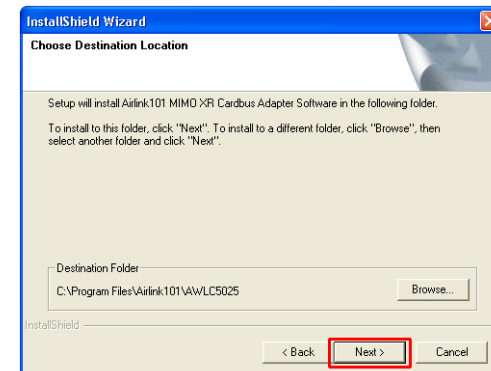 InstallShield Wizard
Choose Destination Location
Setup will install Airlink101 MIMO XR Cardbus Adapter Software in the following folder.
To install to this folder, click "Next". To install to a different folder, click "Browse", then
select another folder and click "Next".
Destination Folder
C:\Program Files\Airlink101\AWLC5025
Browse...
InstallShield
< Back
Next >
Cancel